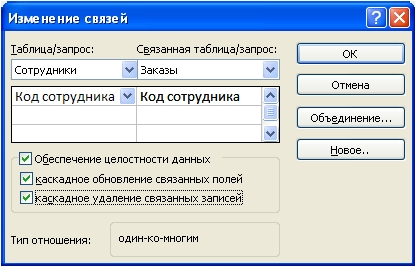 Изменение связей
Таблица/запрос: Связанная таблица/запрос:
Сотрудники Заказы
Код сотрудника Код сотрудника
Обеспечение целостности данных
каскадное обновление связанных полей
каскадное удаление связанных записей
Тип отношения: один-ко-многим
ОК
Отмена
Объединение...
Новое..